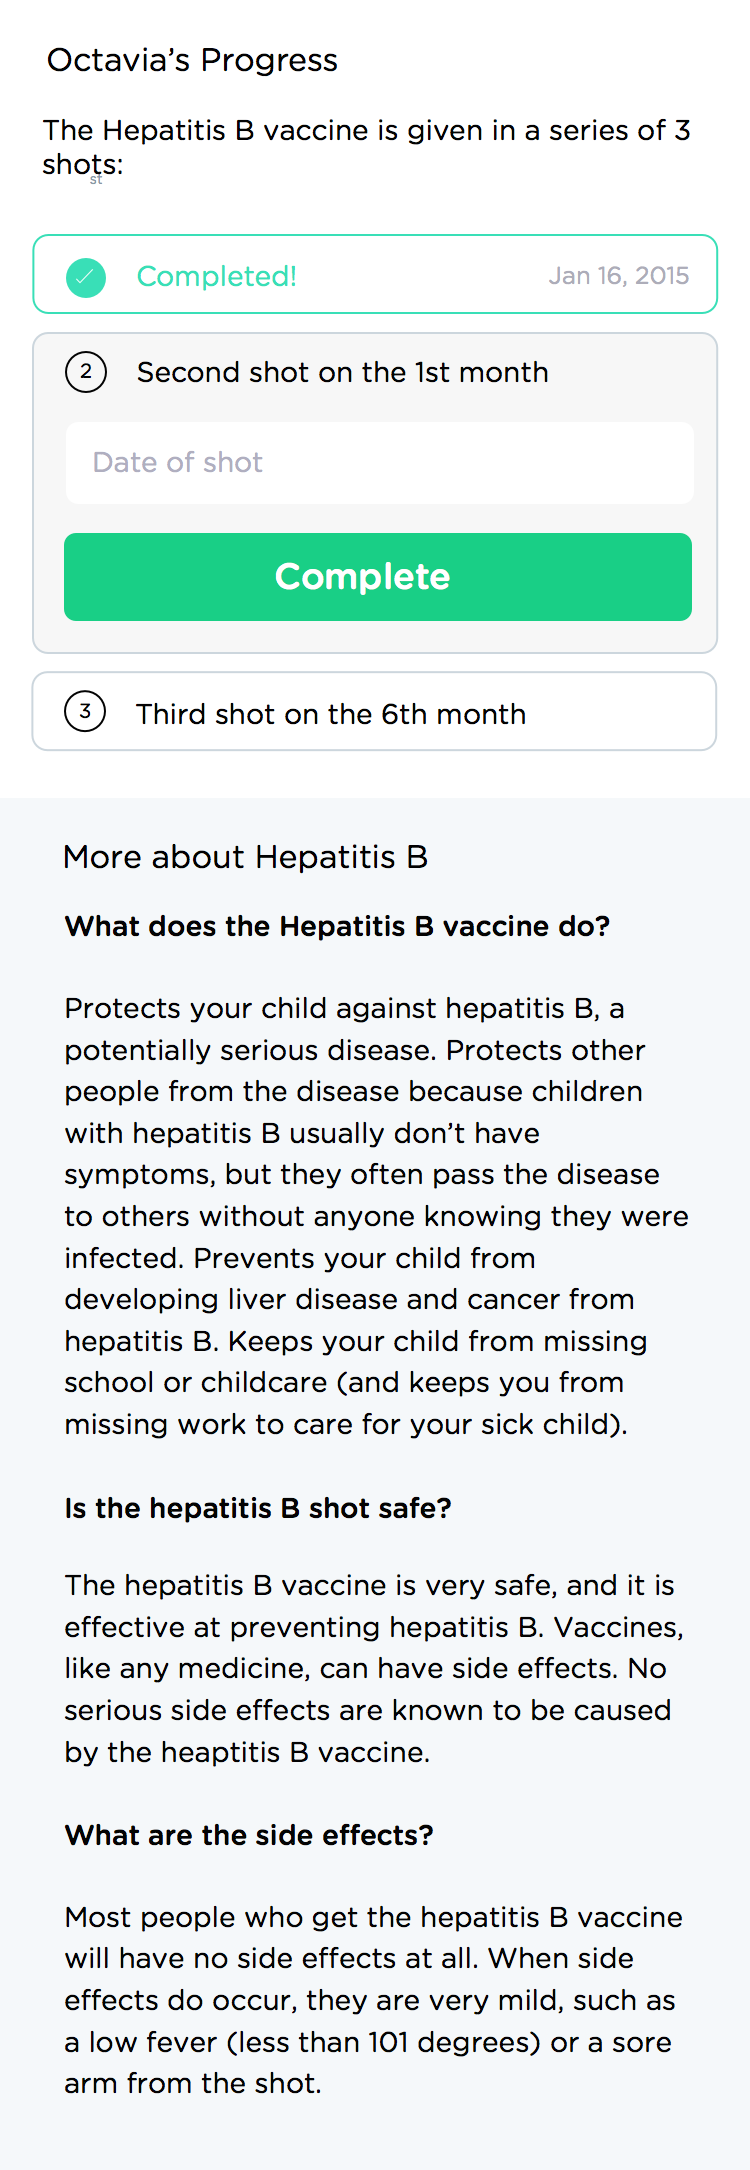 Octavia’s Progress
The Hepatitis B vaccine is given in a series of 3
shots:
st
Completed!
Jan 16, 2015
2
Second shot on the 1st month
Date of shot
Complete
3
Third shot on the 6th month
More about Hepatitis B
What does the Hepatitis B vaccine do?
Protects your child against hepatitis B, a
potentially serious disease. Protects other
people from the disease because children
with hepatitis B usually don’t have
symptoms, but they often pass the disease
to others without anyone knowing they were
infected. Prevents your child from
developing liver disease and cancer from
hepatitis B. Keeps your child from missing
school or childcare (and keeps you from
missing work to care for your sick child).
Is the hepatitis B shot safe?
The hepatitis B vaccine is very safe, and it is
effective at preventing hepatitis B. Vaccines,
like any medicine, can have side effects. No
serious side effects are known to be caused
by the heaptitis B vaccine.
What are the side effects?
Most people who get the hepatitis B vaccine
will have no side effects at all. When side
effects do occur, they are very mild, such as
a low fever (less than 101 degrees) or a sore
arm from the shot.